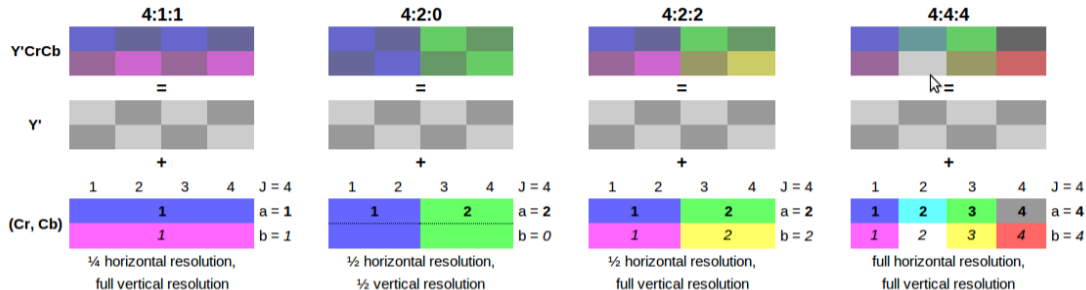 4:1:1 4:2:0 4:2:2 4:4:4
Y'CrCb
= = = =
Y'
+ + + +
1 2 3 4 J = 4 1 2 3 4 J = 4 1 2 3 4 J = 4 1 2 3 4 J = 4
(Cr, Cb)
1 a = 1 1 2 a = 2 1 2 a = 2 1 2 3 4 a = 4
1 b = 1 b = 0 1 2 b = 2 1 2 3 4 b = 4
¼ horizontal resolution, ½ horizontal resolution, ½ horizontal resolution, full horizontal resolution,
full vertical resolution ½ vertical resolution full vertical resolution full vertical resolution